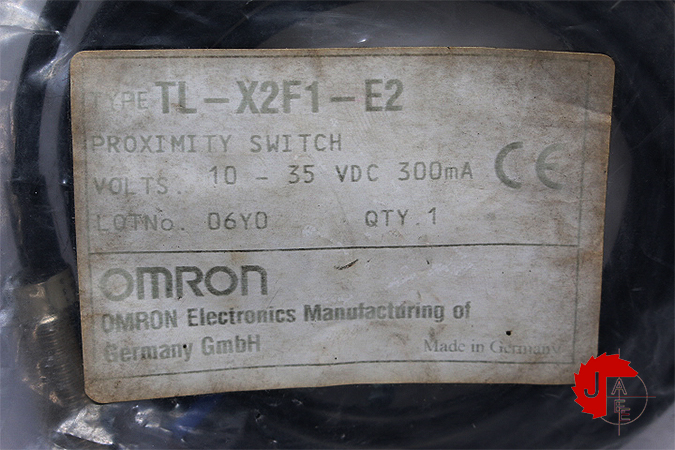 TYPE TL-X2F1-E2
PROXIMITY SWITCH
VOLTS. 10 - 35 VDC 300mA
CE
LOTNo. 06Y0 QTY.1
OMRON
OMRON Electronics Manufacturing of
Germany GmbH
Made in Germany
J